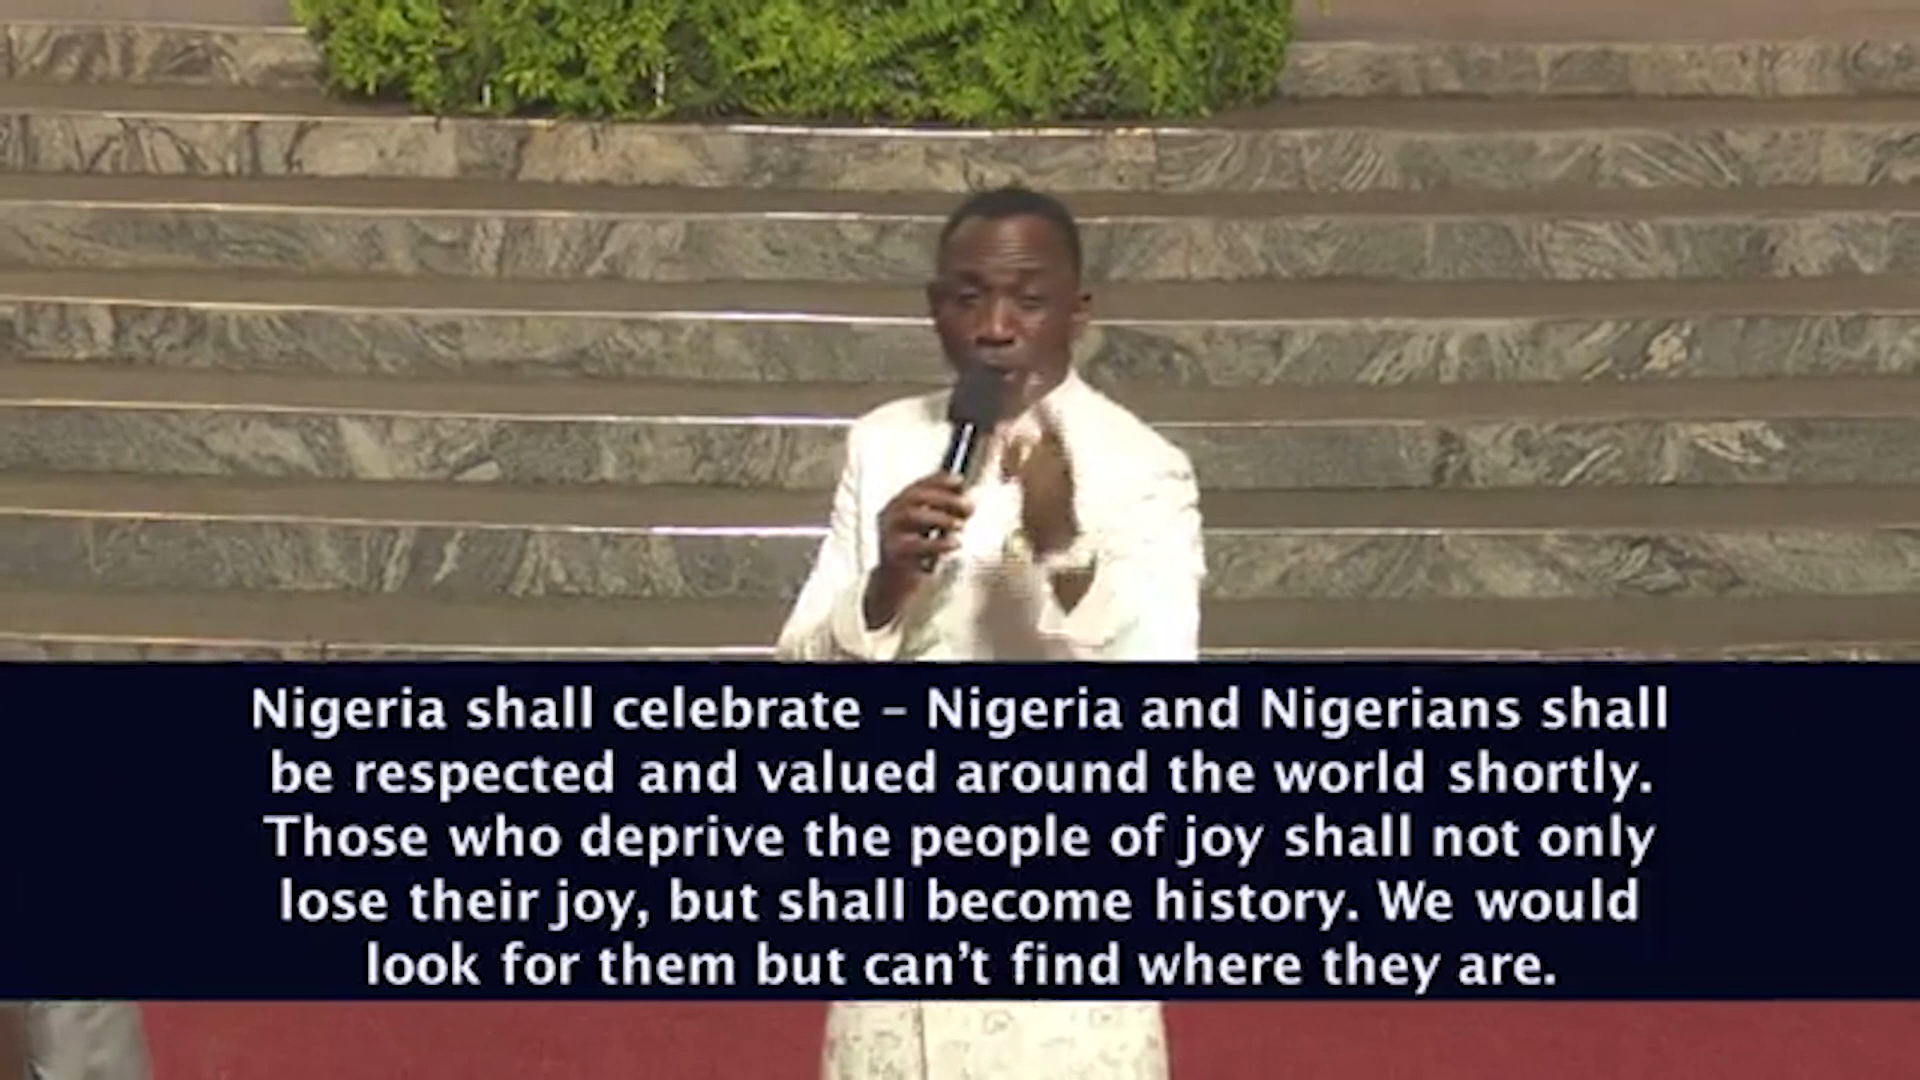 Nigeria shall celebrate – Nigeria and Nigerians shall
be respected and valued around the world shortly.
Those who deprive the people of joy shall not only
lose their joy, but shall become history. We would
look for them but can’t find where they are.